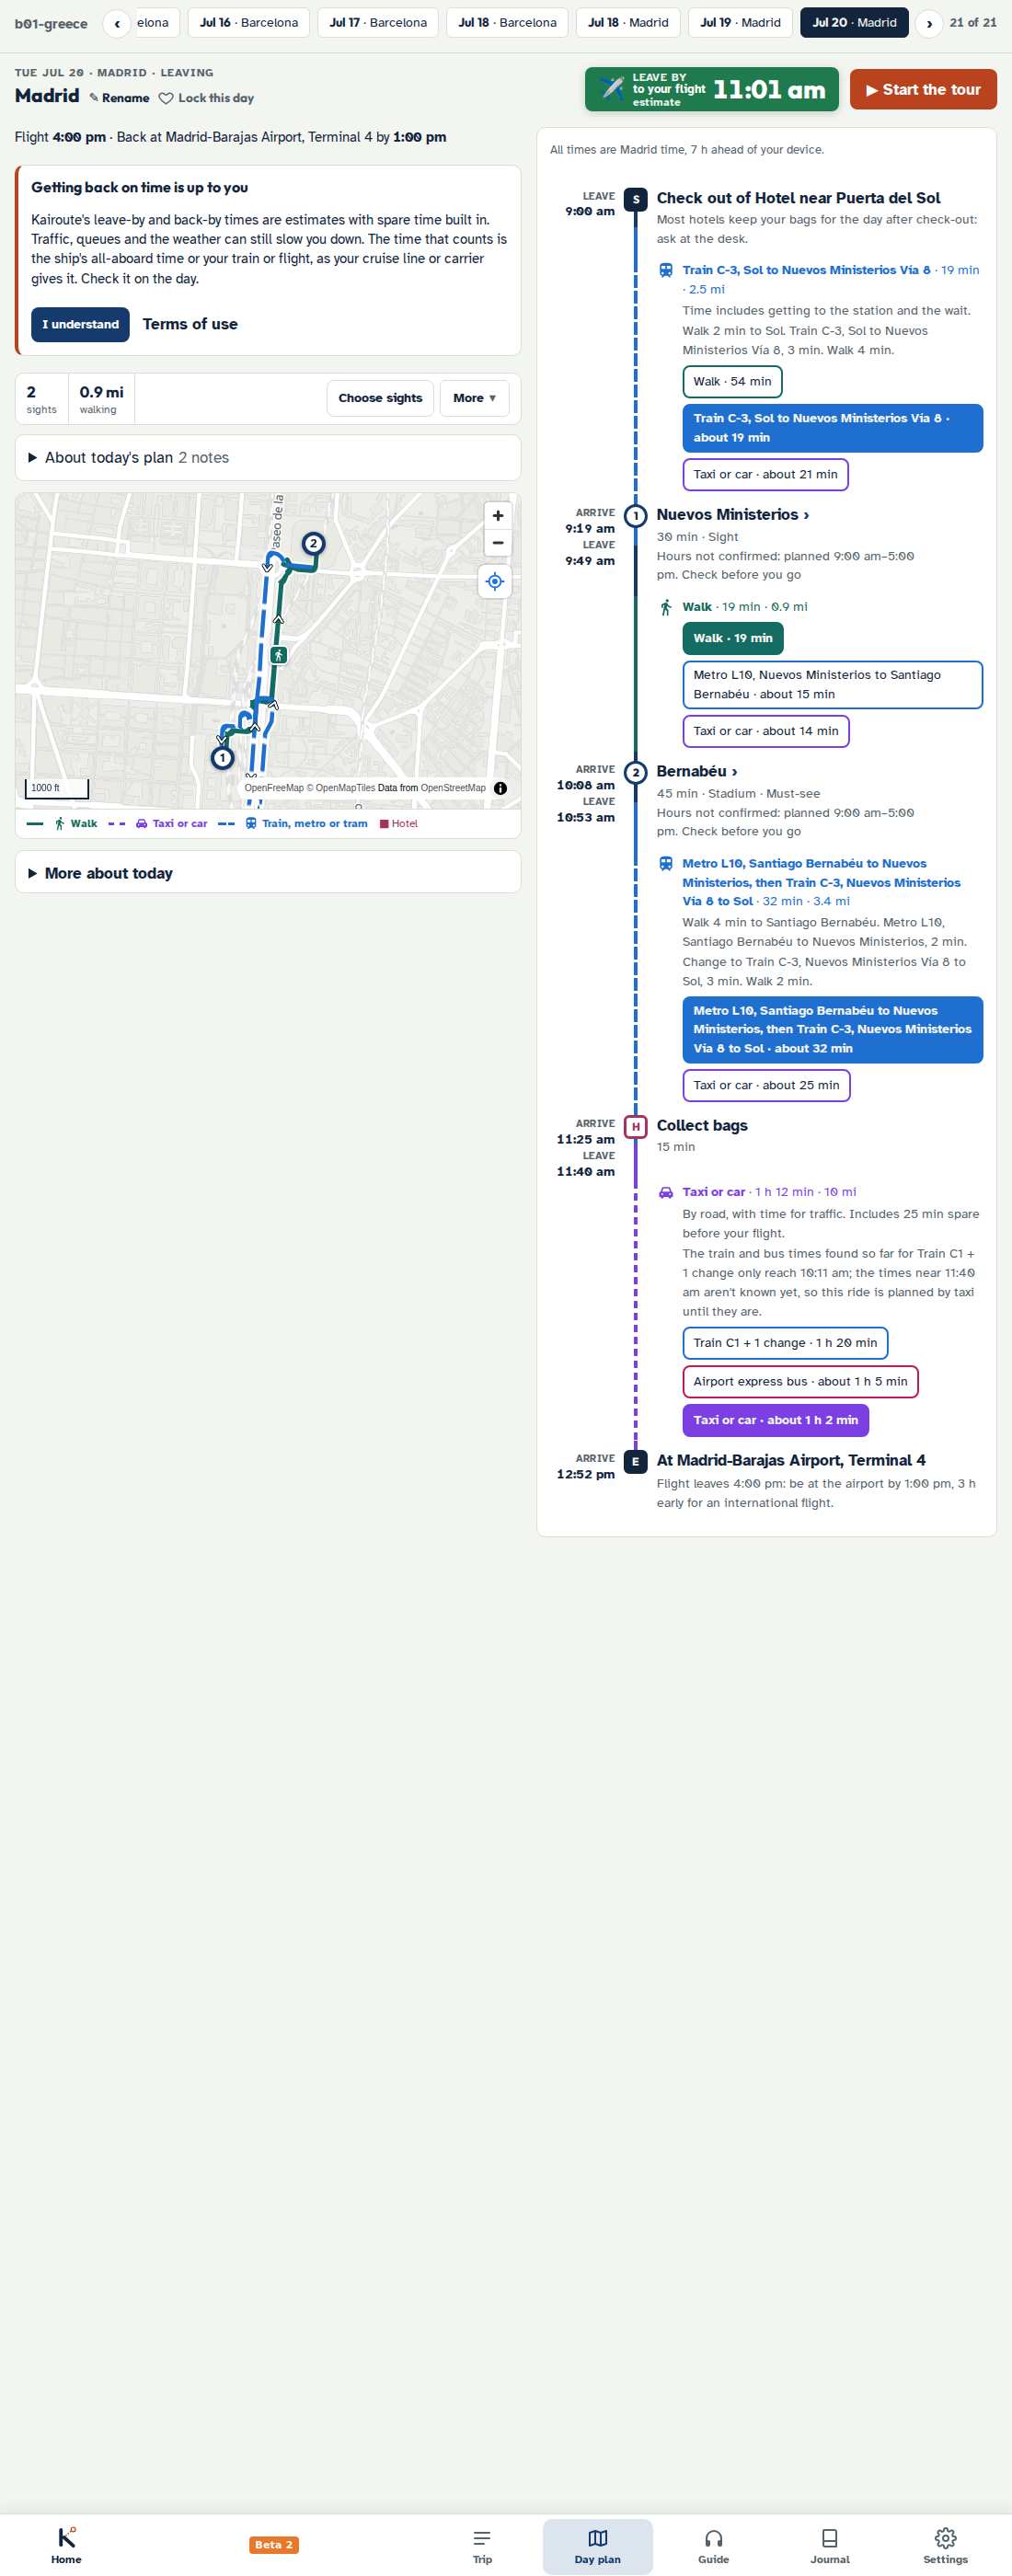 b01-greece
‹
elona
Jul 16 · Barcelona
Jul 17 · Barcelona
Jul 18 · Barcelona
Jul 18 · Madrid
Jul 19 · Madrid
Jul 20 · Madrid
›
21 of 21
TUE JUL 20 · MADRID · LEAVING
Madrid ✎ Rename Lock this day
LEAVE BY
to your flight
estimate
11:01 am
▶ Start the tour
Flight 4:00 pm · Back at Madrid-Barajas Airport, Terminal 4 by 1:00 pm
Getting back on time is up to you
Kairoute's leave-by and back-by times are estimates with spare time built in.
Traffic, queues and the weather can still slow you down. The time that counts is
the ship's all-aboard time or your train or flight, as your cruise line or carrier
gives it. Check it on the day.
I understand
Terms of use
2
sights
0.9 mi
walking
Choose sights
More ▼
▶ About today's plan 2 notes
aseo de la
2
1
+
−
1000 ft
OpenFreeMap © OpenMapTiles Data from OpenStreetMap
Walk
Taxi or car
Train, metro or tram
Hotel
▶ More about today
All times are Madrid time, 7 h ahead of your device.
LEAVE
9:00 am
S
Check out of Hotel near Puerta del Sol
Most hotels keep your bags for the day after check-out:
ask at the desk.
Train C-3, Sol to Nuevos Ministerios Vía 8 · 19 min
· 2.5 mi
Time includes getting to the station and the wait.
Walk 2 min to Sol. Train C-3, Sol to Nuevos
Ministerios Vía 8, 3 min. Walk 4 min.
Walk · 54 min
Train C-3, Sol to Nuevos Ministerios Vía 8 ·
about 19 min
Taxi or car · about 21 min
ARRIVE
9:19 am
LEAVE
9:49 am
1
Nuevos Ministerios ›
30 min · Sight
Hours not confirmed: planned 9:00 am–5:00
pm. Check before you go
Walk · 19 min · 0.9 mi
Walk · 19 min
Metro L10, Nuevos Ministerios to Santiago
Bernabéu · about 15 min
Taxi or car · about 14 min
ARRIVE
10:08 am
LEAVE
10:53 am
2
Bernabéu ›
45 min · Stadium · Must-see
Hours not confirmed: planned 9:00 am–5:00
pm. Check before you go
Metro L10, Santiago Bernabéu to Nuevos
Ministerios, then Train C-3, Nuevos Ministerios
Vía 8 to Sol · 32 min · 3.4 mi
Walk 4 min to Santiago Bernabéu. Metro L10,
Santiago Bernabéu to Nuevos Ministerios, 2 min.
Change to Train C-3, Nuevos Ministerios Vía 8 to
Sol, 3 min. Walk 2 min.
Metro L10, Santiago Bernabéu to Nuevos
Ministerios, then Train C-3, Nuevos Ministerios
Vía 8 to Sol · about 32 min
Taxi or car · about 25 min
ARRIVE
11:25 am
LEAVE
11:40 am
H
Collect bags
15 min
Taxi or car · 1 h 12 min · 10 mi
By road, with time for traffic. Includes 25 min spare
before your flight.
The train and bus times found so far for Train C1 +
1 change only reach 10:11 am; the times near 11:40
am aren't known yet, so this ride is planned by taxi
until they are.
Train C1 + 1 change · 1 h 20 min
Airport express bus · about 1 h 5 min
Taxi or car · about 1 h 2 min
ARRIVE
12:52 pm
E
At Madrid-Barajas Airport, Terminal 4
Flight leaves 4:00 pm: be at the airport by 1:00 pm, 3 h
early for an international flight.
Home
Beta 2
Trip
Day plan
Guide
Journal
Settings